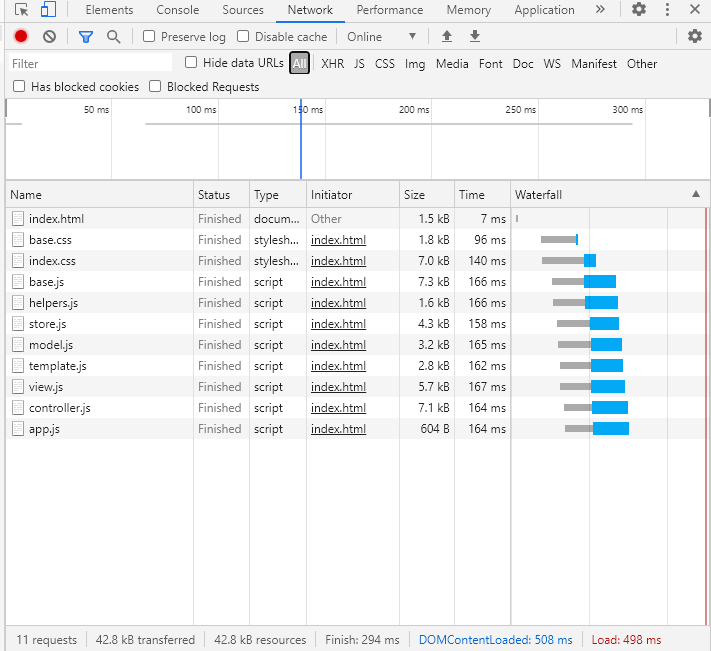 Elements Console Sources Network Performance Memory Application »
Preserve log Disable cache Online ▼
Filter Hide data URLs All XHR JS CSS Img Media Font Doc WS Manifest Other
Has blocked cookies Blocked Requests
50 ms 100 ms 150 ms 200 ms 250 ms 300 ms
Name Status Type Initiator Size Time Waterfall ▲
index.html Finished docum... Other 1.5 kB 7 ms
base.css Finished stylesh... index.html 1.8 kB 96 ms
index.css Finished stylesh... index.html 7.0 kB 140 ms
base.js Finished script index.html 7.3 kB 166 ms
helpers.js Finished script index.html 1.6 kB 166 ms
store.js Finished script index.html 4.3 kB 158 ms
model.js Finished script index.html 3.2 kB 165 ms
template.js Finished script index.html 2.8 kB 162 ms
view.js Finished script index.html 5.7 kB 167 ms
controller.js Finished script index.html 7.1 kB 164 ms
app.js Finished script index.html 604 B 164 ms
11 requests 42.8 kB transferred 42.8 kB resources Finish: 294 ms DOMContentLoaded: 508 ms Load: 498 ms